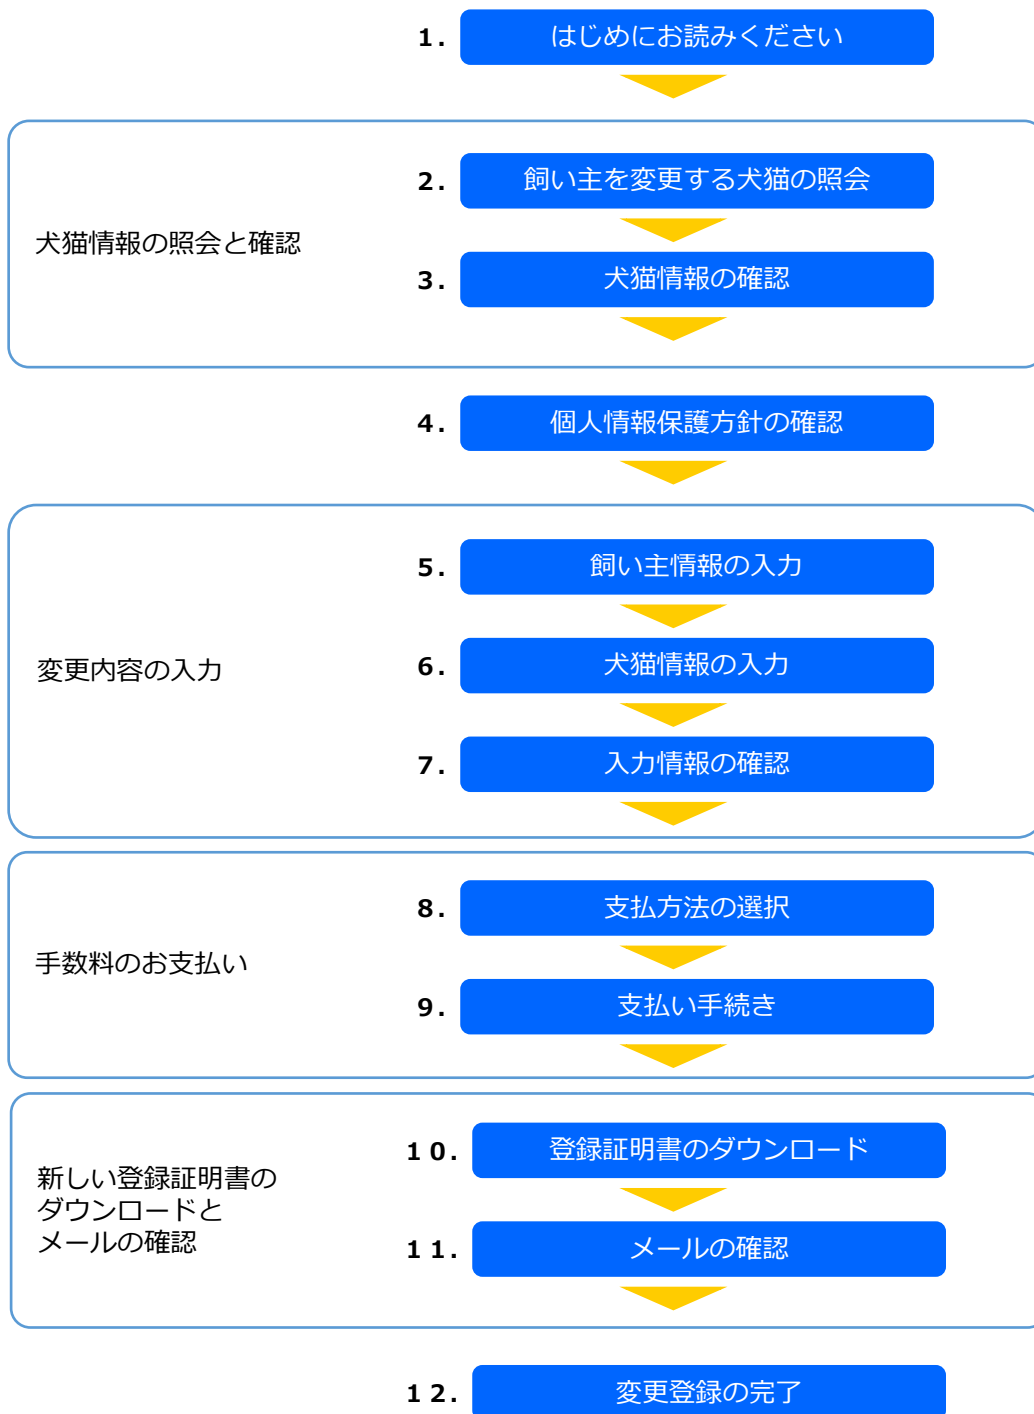 1. はじめにお読みください
犬猫情報の照会と確認
2. 飼い主を変更する犬猫の照会
3. 犬猫情報の確認
4. 個人情報保護方針の確認
変更内容の入力
5. 飼い主情報の入力
6. 犬猫情報の入力
7. 入力情報の確認
手数料のお支払い
8. 支払方法の選択
9. 支払い手続き
新しい登録証明書の
ダウンロードと
メールの確認
10. 登録証明書のダウンロード
11. メールの確認
12. 変更登録の完了